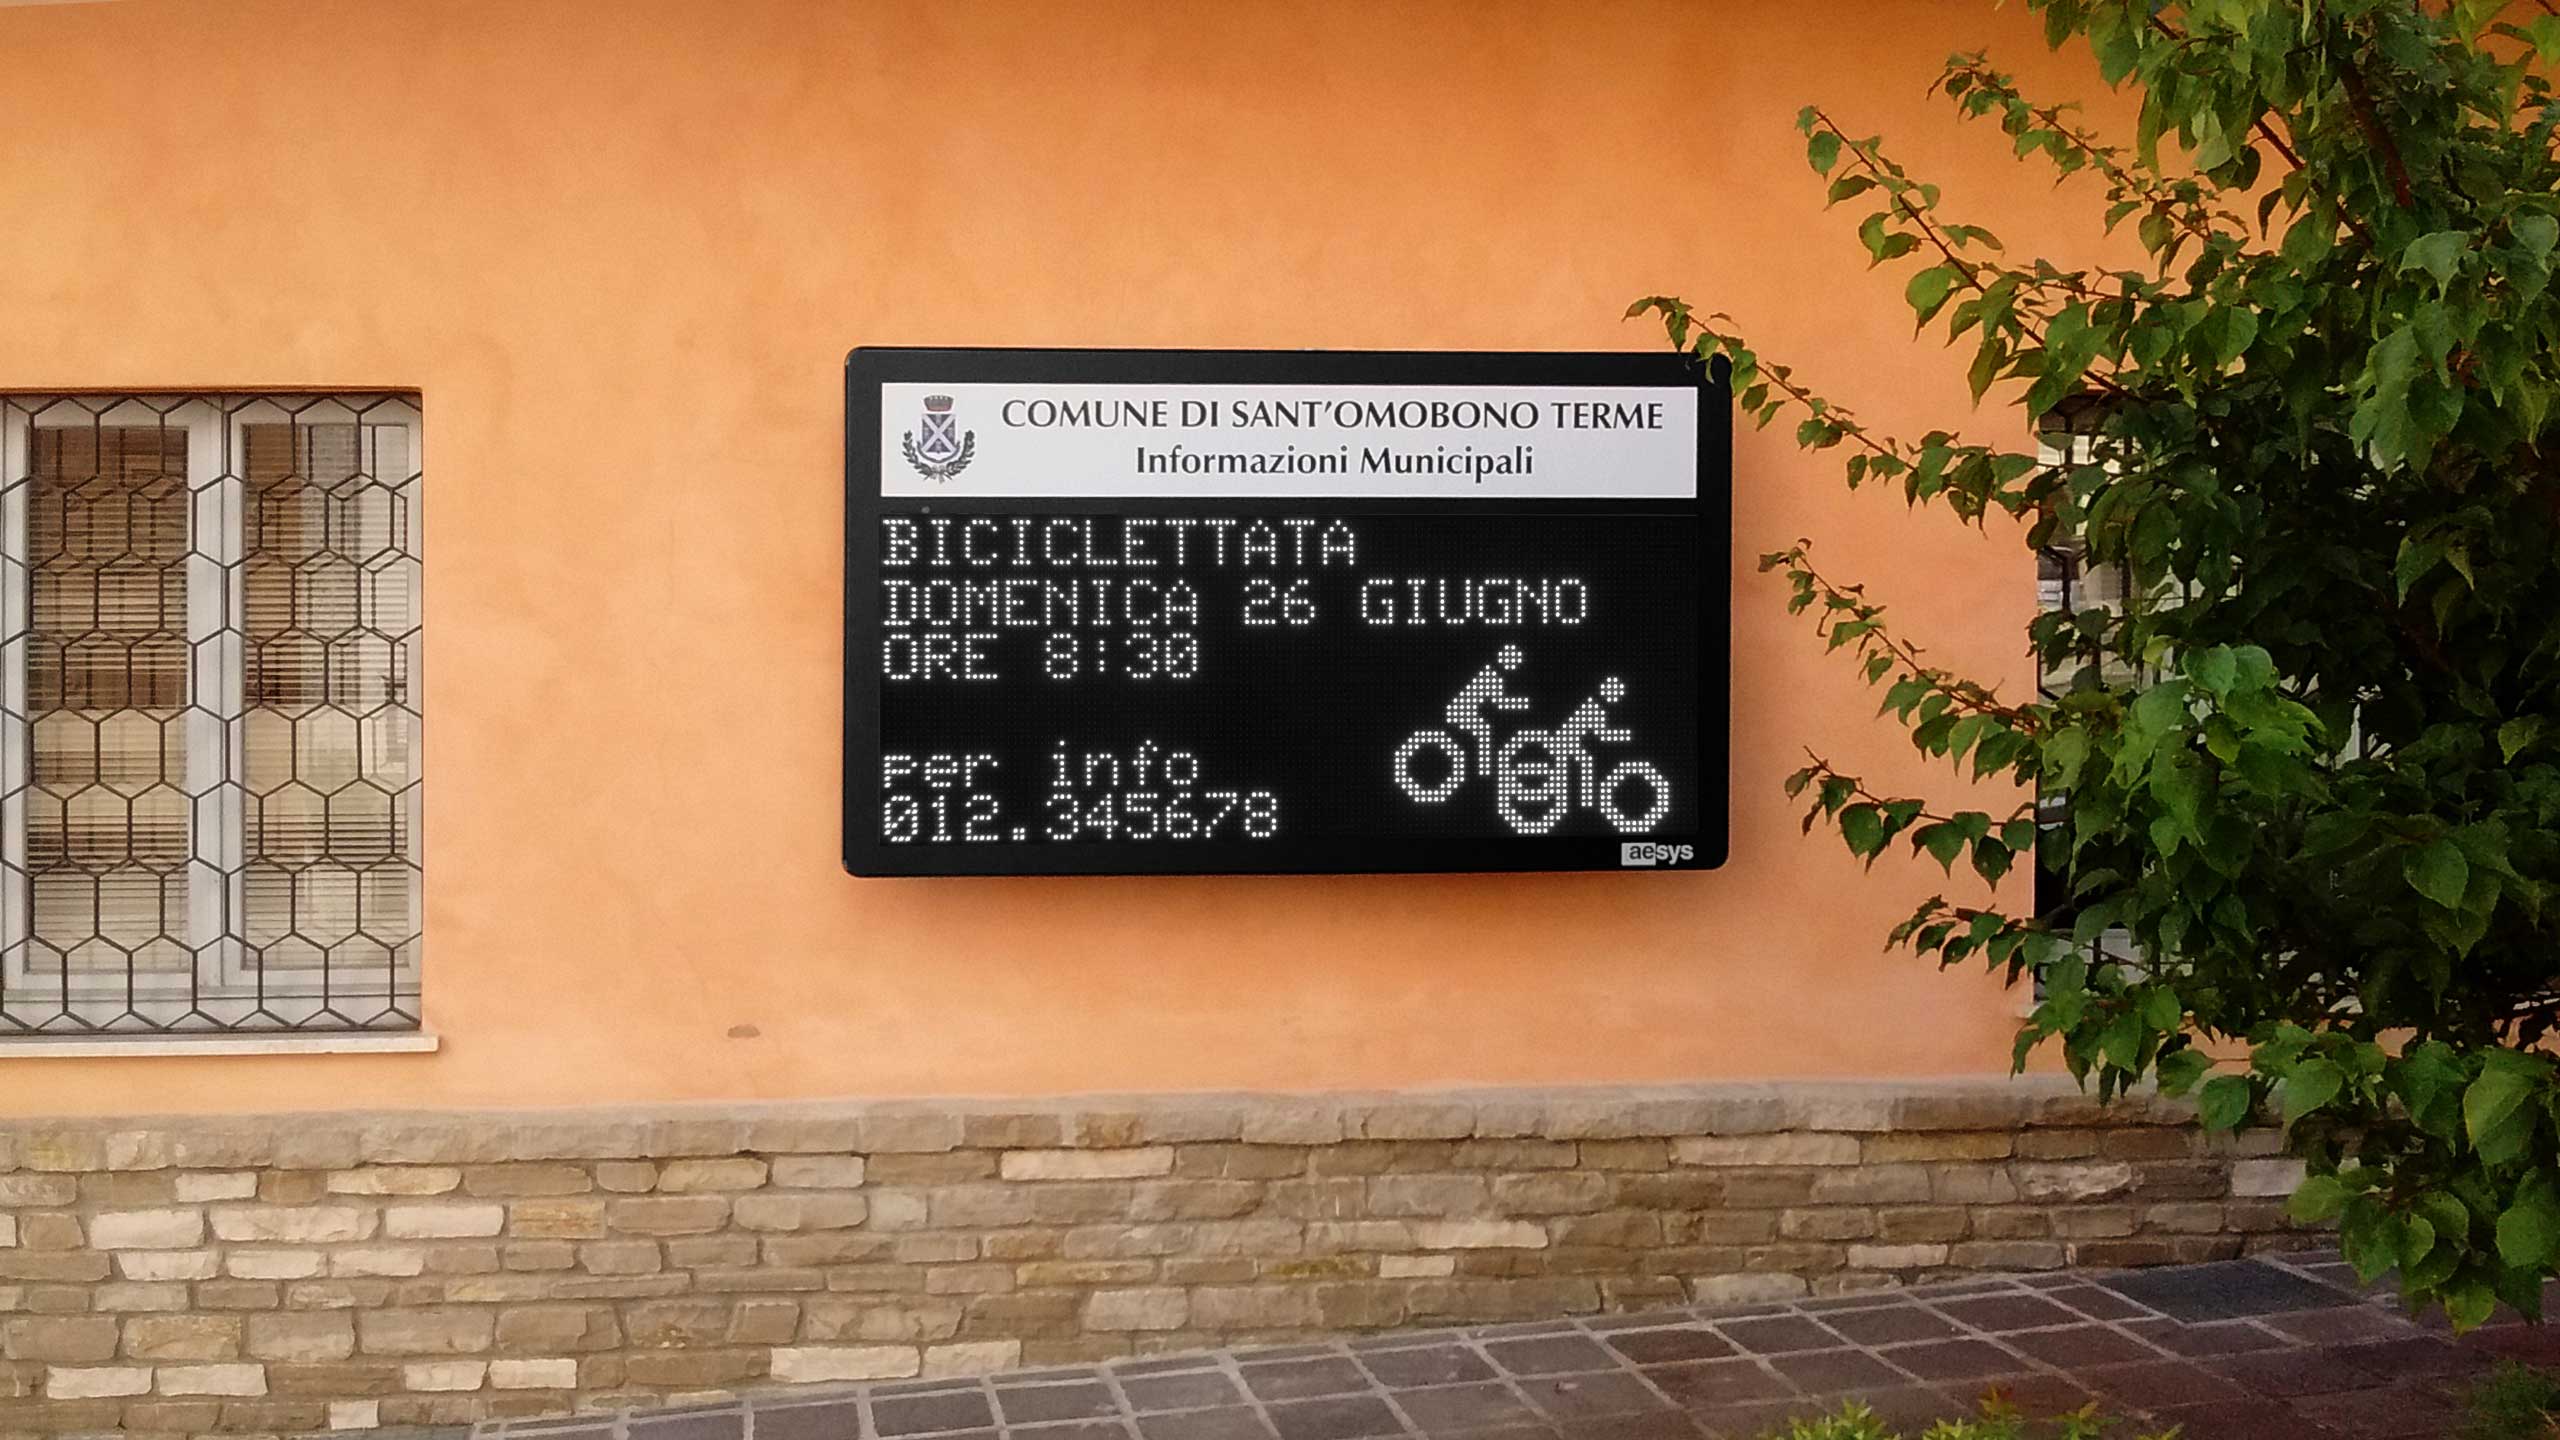 COMUNE DI SANT'OMOBONO TERME
Informazioni Municipali
BICICLETTATA
DOMENICA 26 GIUGNO
ORE 8:30
per info
012.345678
aesys